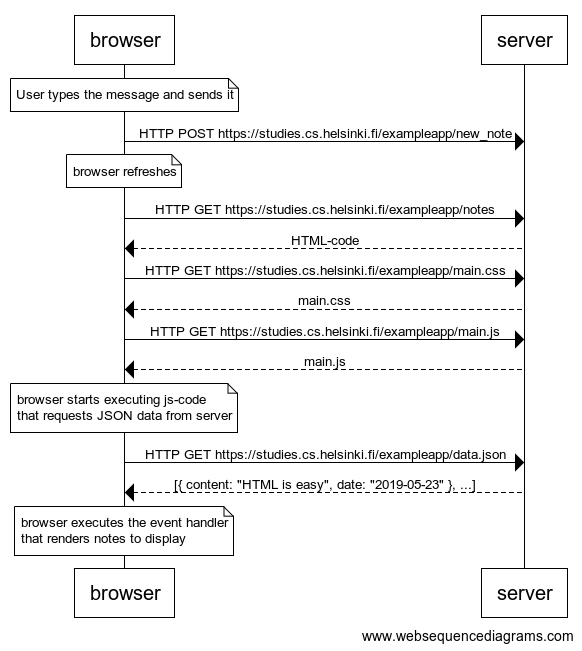 browser
server
User types the message and sends it
HTTP POST https://studies.cs.helsinki.fi/exampleapp/new_note
browser refreshes
HTTP GET https://studies.cs.helsinki.fi/exampleapp/notes
HTML-code
HTTP GET https://studies.cs.helsinki.fi/exampleapp/main.css
main.css
HTTP GET https://studies.cs.helsinki.fi/exampleapp/main.js
main.js
browser starts executing js-code
that requests JSON data from server
HTTP GET https://studies.cs.helsinki.fi/exampleapp/data.json
[{ content: "HTML is easy", date: "2019-05-23" }, ...]
browser executes the event handler
that renders notes to display
browser
server
www.websequencediagrams.com